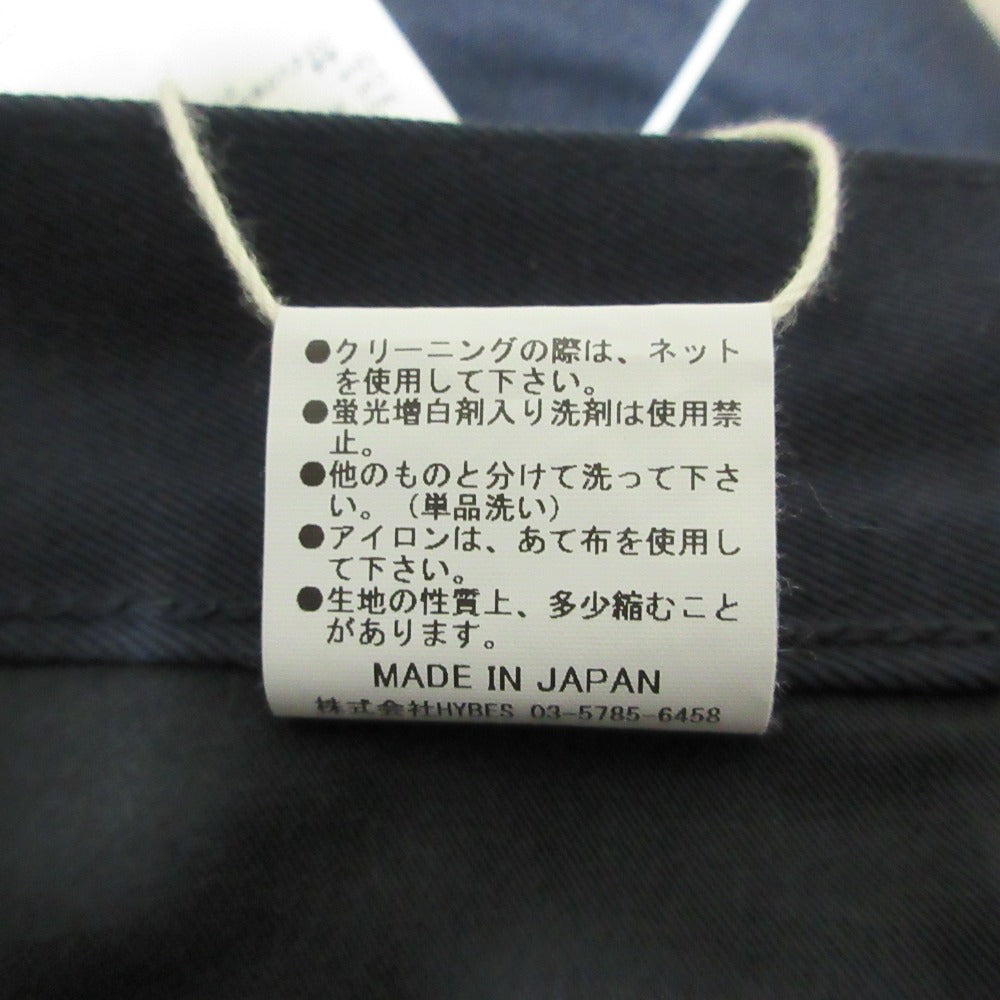 ●クリーニングの際は、ネット
を使用して下さい。
●蛍光増白剤入り洗剤は使用禁
止。
●他のものと分けて洗って下さ
い。（単品洗い）
●アイロンは、あて布を使用し
て下さい。
●生地の性質上、多少縮むこと
があります。
MADE IN JAPAN
株式会社HYBES 03-5785-6458